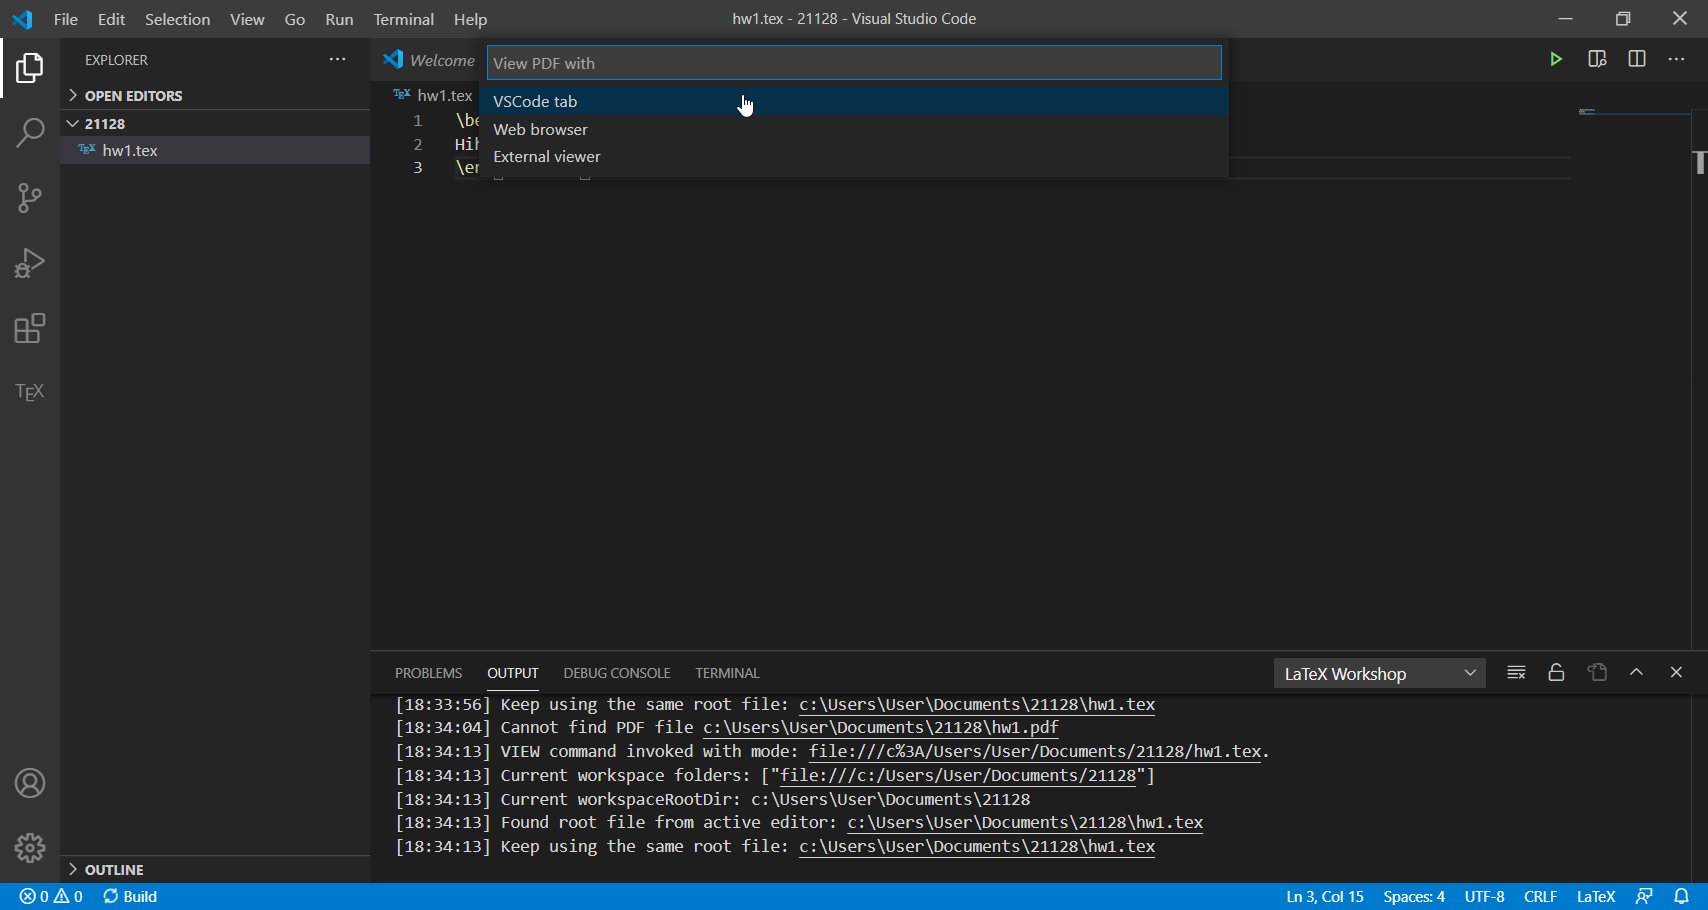 File Edit Selection View Go Run Terminal Help
hw1.tex - 21128 - Visual Studio Code
EXPLORER
OPEN EDITORS
21128
TEX hw1.tex
TEX
OUTLINE
Welcome
View PDF with
VSCode tab
Web browser
External viewer
TEX hw1.tex
1 \be
2 Hih
3 \en
PROBLEMS OUTPUT DEBUG CONSOLE TERMINAL
LaTeX Workshop
[18:33:56] Keep using the same root file: c:\Users\User\Documents\21128\hw1.tex
[18:34:04] Cannot find PDF file c:\Users\User\Documents\21128\hw1.pdf
[18:34:13] VIEW command invoked with mode: file:///c%3A/Users/User/Documents/21128/hw1.tex.
[18:34:13] Current workspace folders: ["file:///c:/Users/User/Documents/21128"]
[18:34:13] Current workspaceRootDir: c:\Users\User\Documents\21128
[18:34:13] Found root file from active editor: c:\Users\User\Documents\21128\hw1.tex
[18:34:13] Keep using the same root file: c:\Users\User\Documents\21128\hw1.tex
0 0 Build
Ln 3, Col 15 Spaces: 4 UTF-8 CRLF LaTeX